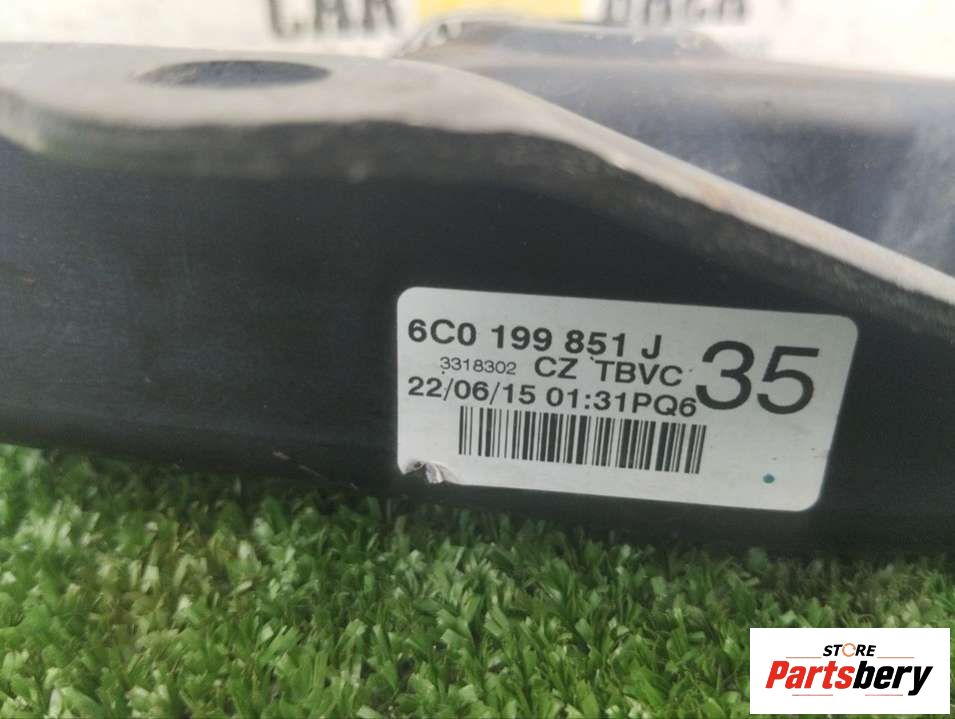 6C0 199 851 J
3318302 CZ TBVC 35
22/06/15 01:31PQ6
STORE
Partsbery